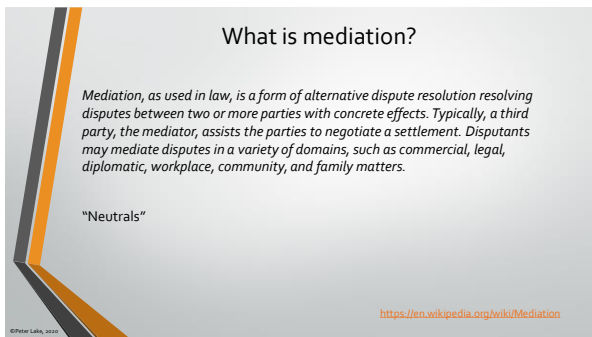 What is mediation?
Mediation, as used in law, is a form of alternative dispute resolution resolving
disputes between two or more parties with concrete effects. Typically, a third
party, the mediator, assists the parties to negotiate a settlement. Disputants
may mediate disputes in a variety of domains, such as commercial, legal,
diplomatic, workplace, community, and family matters.
“Neutrals”
https://en.wikipedia.org/wiki/Mediation
©Peter Lake, 2020